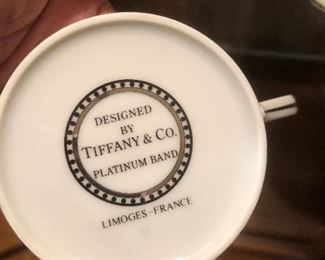 DESIGNED
BY
TIFFANY & CO.
PLATINUM BAND
LIMOGES-FRANCE